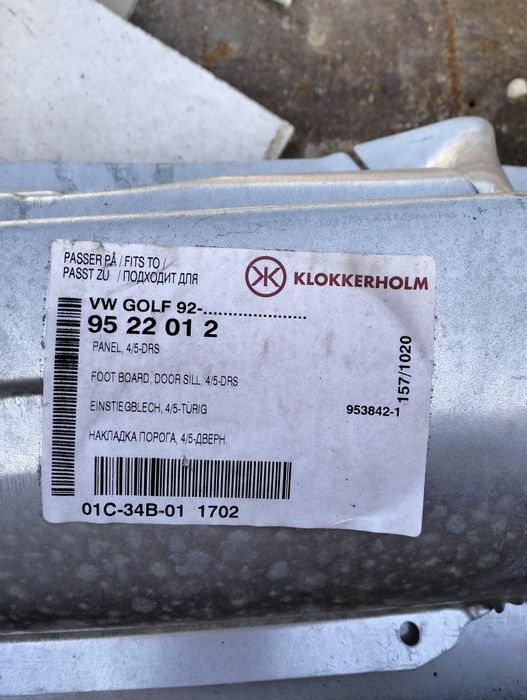 PASSER PÅ / FITS TO /
PASST ZU / ПОДХОДИТ ДЛЯ
KLOKKERHOLM
VW GOLF 92-.....................
95 22 01 2
PANEL, 4/5-DRS
FOOT BOARD, DOOR SILL, 4/5-DRS
EINSTIEGBLECH, 4/5-TÜRIG
НАКЛАДКА ПОРОГА, 4/5-ДВЕРН.
953842-1
157/1020
01C-34B-01 1702